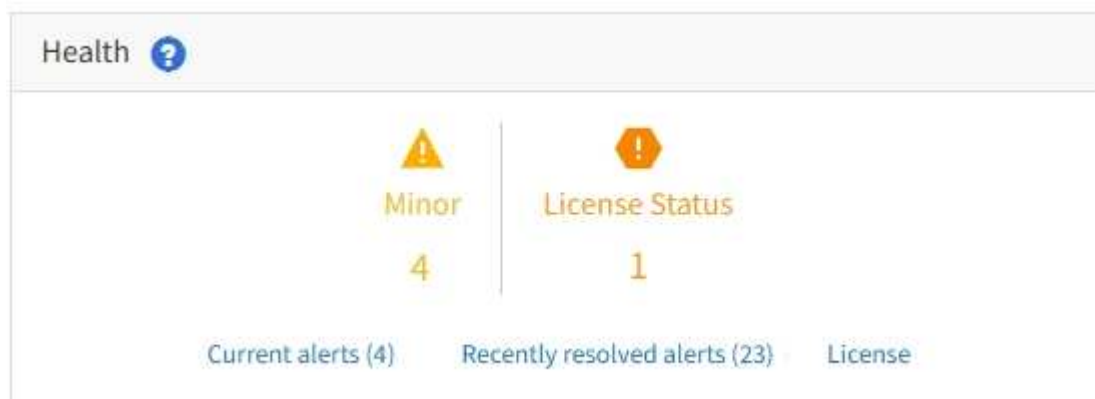 Health ?
Minor License Status
4 1
Current alerts (4) Recently resolved alerts (23) License